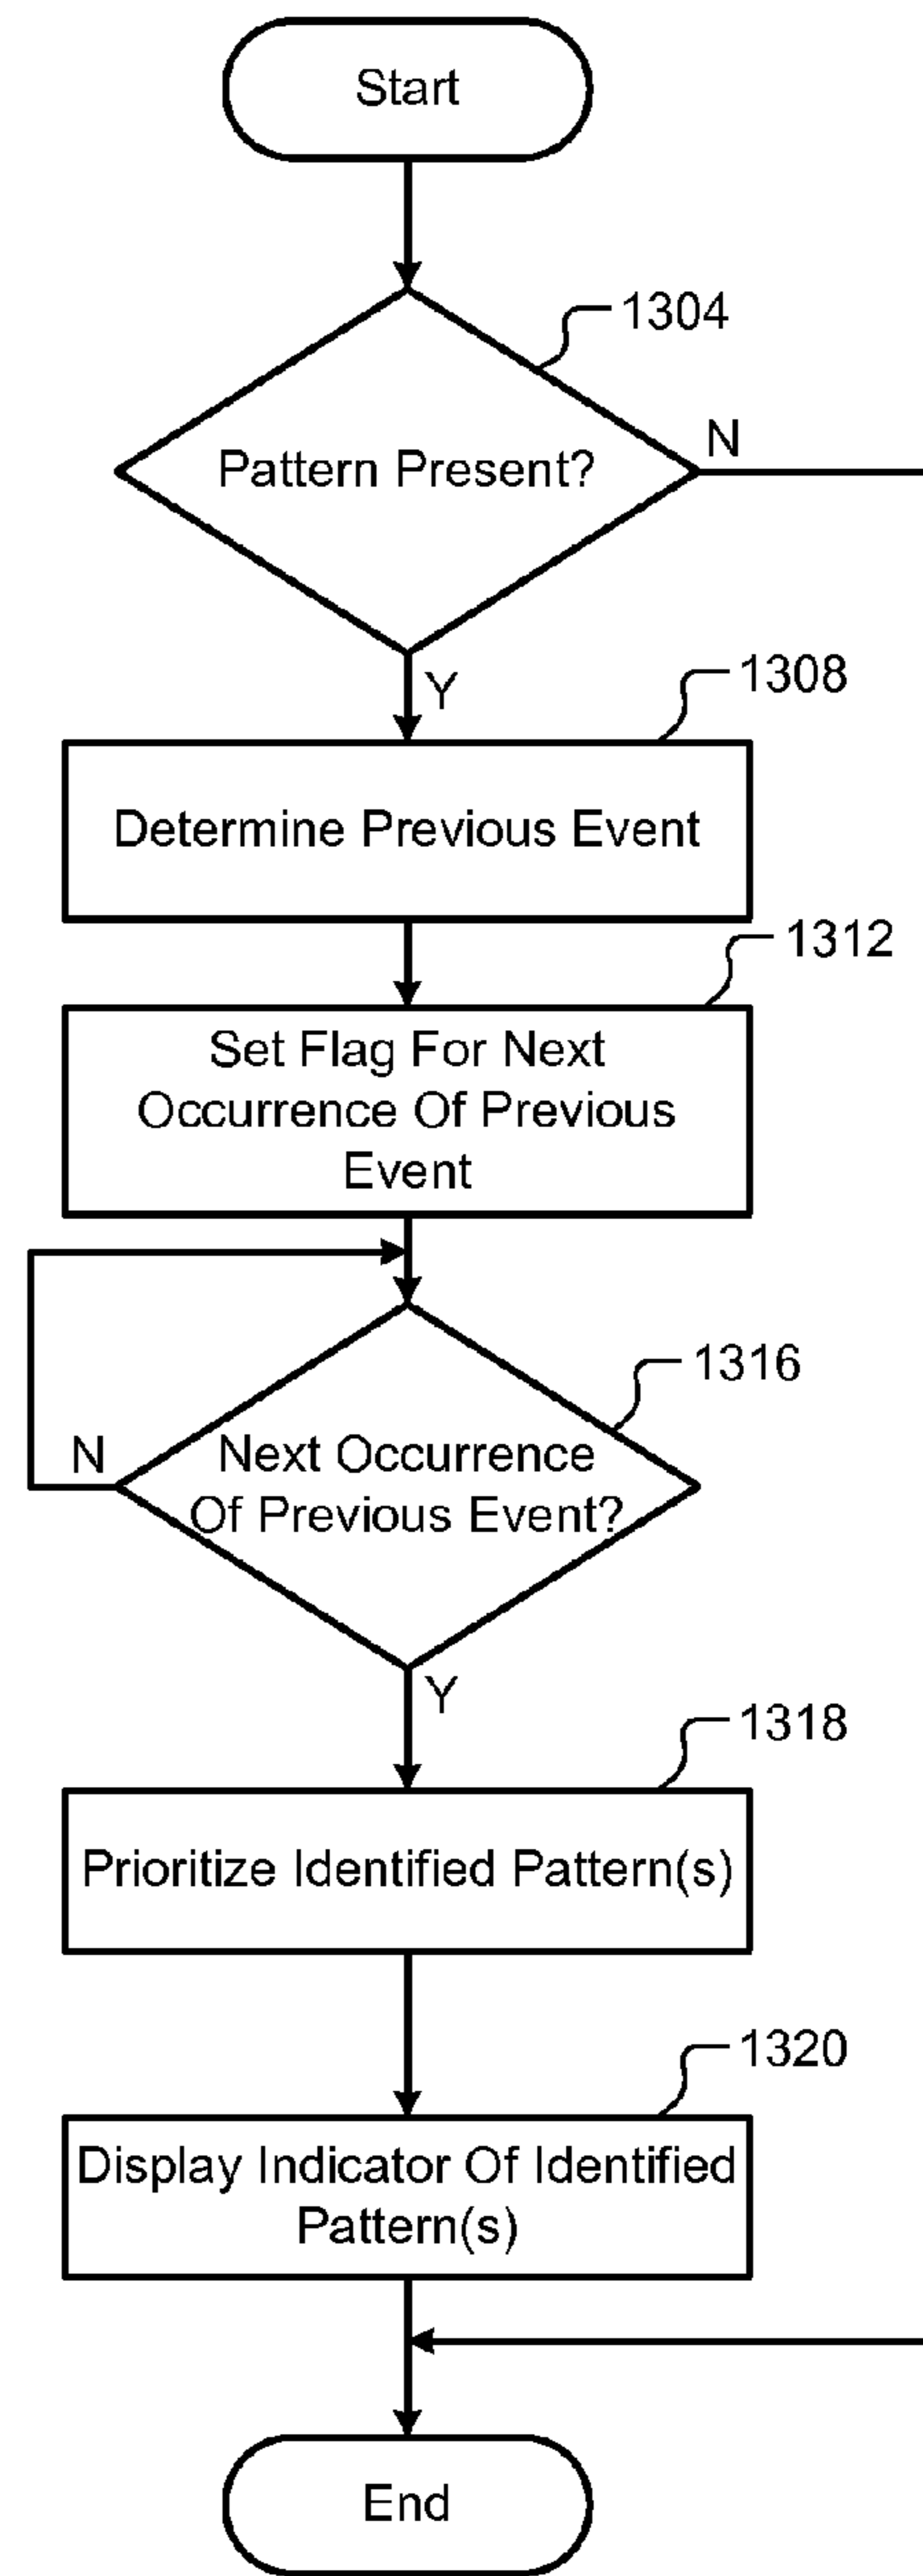 Start
1304
Pattern Present?
N
Y
1308
Determine Previous Event
1312
Set Flag For Next
Occurrence Of Previous
Event
1316
N
Next Occurrence
Of Previous Event?
Y
1318
Prioritize Identified Pattern(s)
1320
Display Indicator Of Identified
Pattern(s)
End